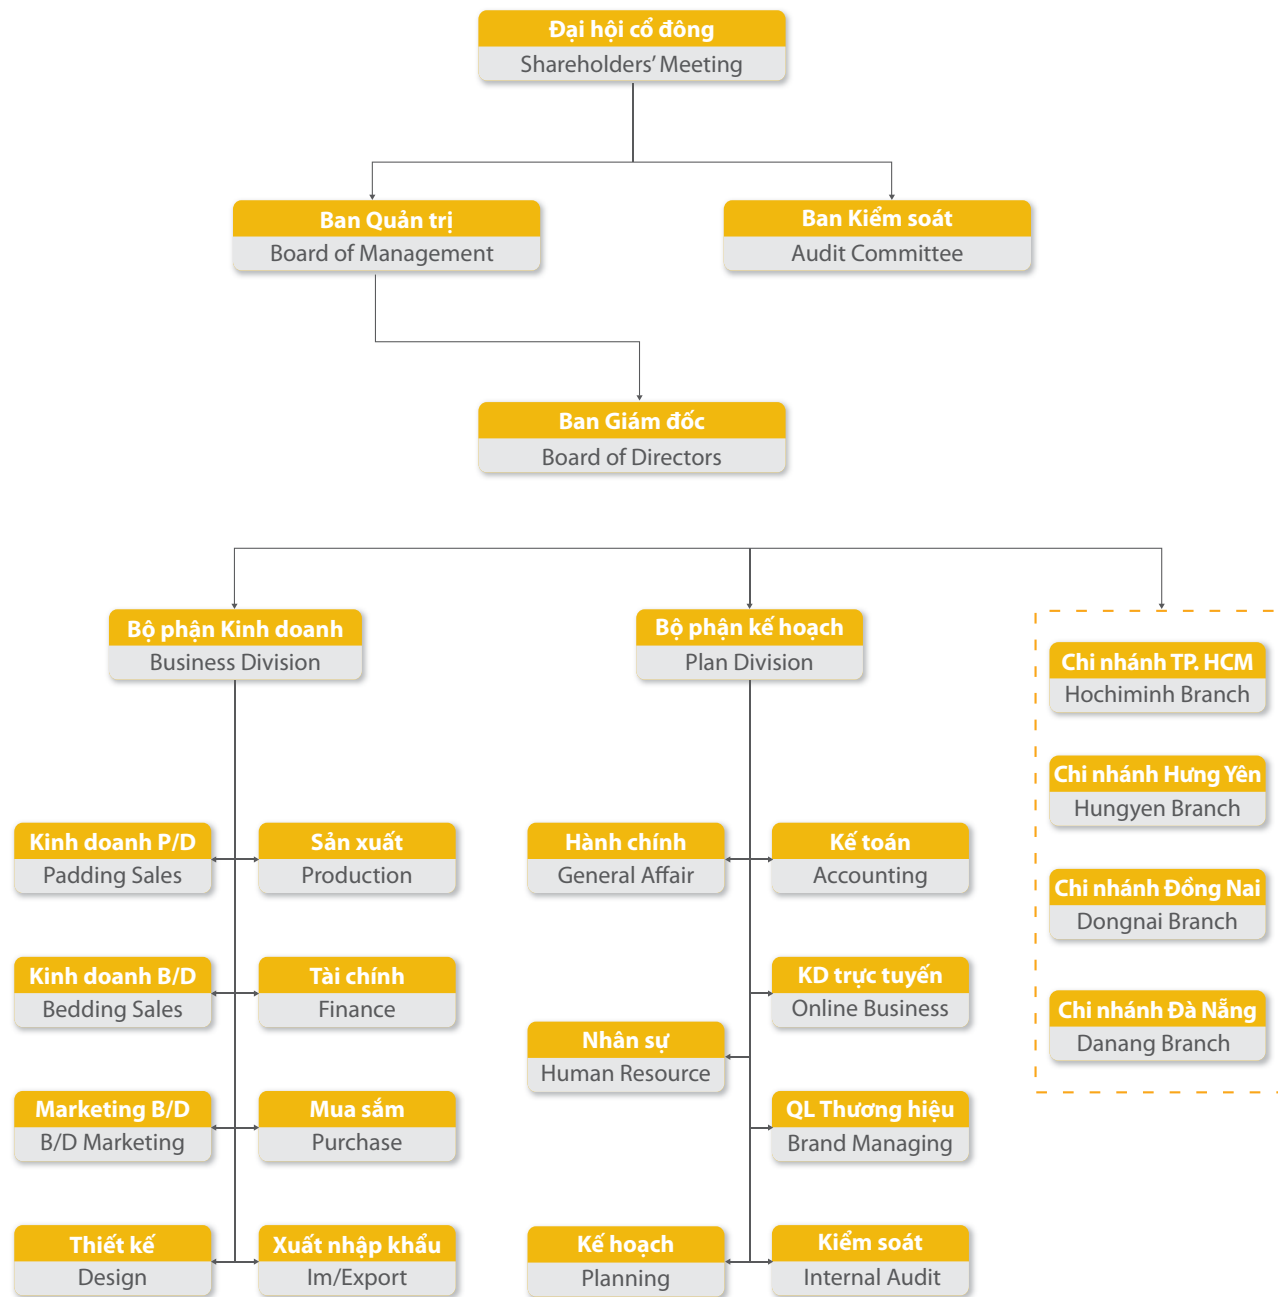 Đại hội cổ đông
Shareholders’ Meeting
Ban Quản trị
Board of Management
Ban Kiểm soát
Audit Committee
Ban Giám đốc
Board of Directors
Bộ phận Kinh doanh
Business Division
Bộ phận kế hoạch
Plan Division
Chi nhánh TP. HCM
Hochiminh Branch
Chi nhánh Hưng Yên
Hungyen Branch
Chi nhánh Đồng Nai
Dongnai Branch
Chi nhánh Đà Nẵng
Danang Branch
Kinh doanh P/D
Padding Sales
Sản xuất
Production
Kinh doanh B/D
Bedding Sales
Tài chính
Finance
Marketing B/D
B/D Marketing
Mua sắm
Purchase
Thiết kế
Design
Xuất nhập khẩu
Im/Export
Hành chính
General Affair
Kế toán
Accounting
KD trực tuyến
Online Business
Nhân sự
Human Resource
QL Thương hiệu
Brand Managing
Kế hoạch
Planning
Kiểm soát
Internal Audit